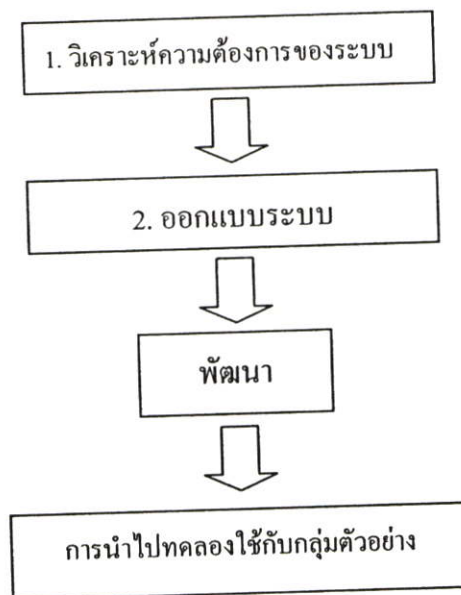 1. วิเคราะห์ความต้องการของระบบ
2. ออกแบบระบบ
พัฒนา
การนำไปทดลองใช้กับกลุ่มตัวอย่าง